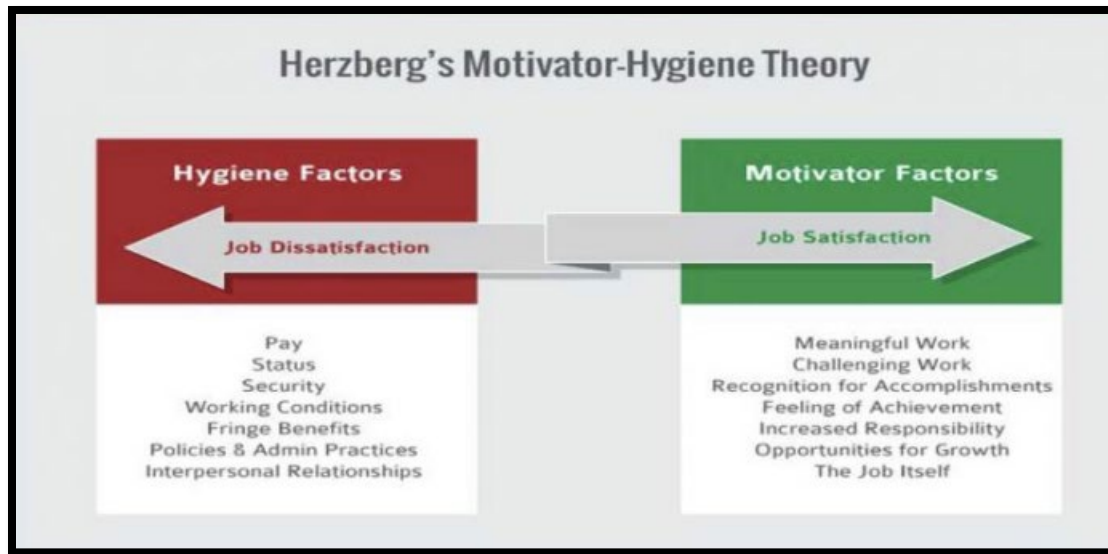 Herzberg's Motivator-Hygiene Theory
Hygiene Factors
Job Dissatisfaction
Pay
Status
Security
Working Conditions
Fringe Benefits
Policies & Admin Practices
Interpersonal Relationships
Motivator Factors
Job Satisfaction
Meaningful Work
Challenging Work
Recognition for Accomplishments
Feeling of Achievement
Increased Responsibility
Opportunities for Growth
The Job Itself